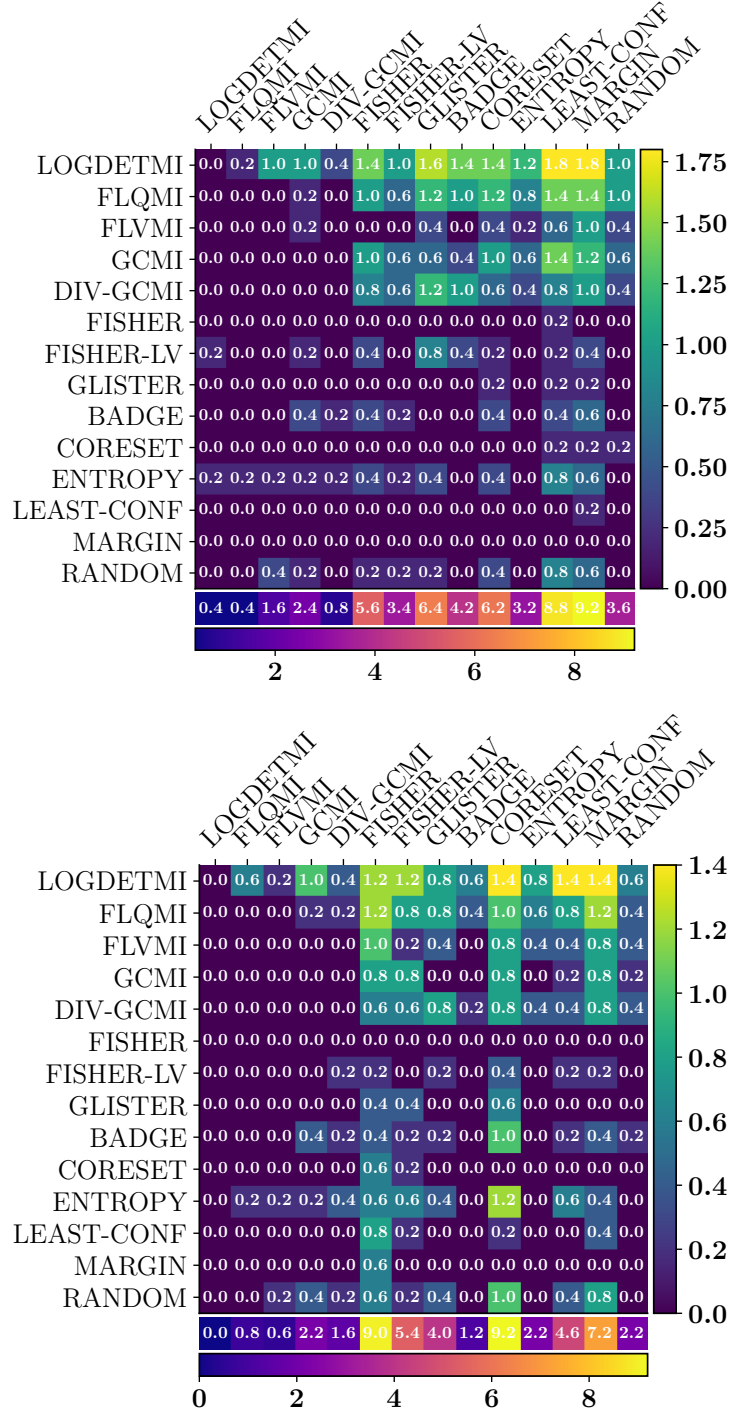 LOGDETMI FLQMI FLVMI GCMI DIV-GCMI FISHER FISHER-LV GLISTER BADGE CORESET ENTROPY LEAST-CONF MARGIN RANDOM
LOGDETMI 0.0 0.2 1.0 1.0 0.4 1.4 1.0 1.6 1.4 1.4 1.2 1.8 1.8 1.0
FLQMI 0.0 0.0 0.0 0.2 0.0 1.0 0.6 1.2 1.0 1.2 0.8 1.4 1.4 1.0
FLVMI 0.0 0.0 0.0 0.2 0.0 0.0 0.0 0.4 0.0 0.4 0.2 0.6 1.0 0.4
GCMI 0.0 0.0 0.0 0.0 0.0 1.0 0.6 0.6 0.4 1.0 0.6 1.4 1.2 0.6
DIV-GCMI 0.0 0.0 0.0 0.0 0.0 0.8 0.6 1.2 1.0 0.6 0.4 0.8 1.0 0.4
FISHER 0.0 0.0 0.0 0.0 0.0 0.0 0.0 0.0 0.0 0.0 0.0 0.2 0.0 0.0
FISHER-LV 0.2 0.0 0.0 0.2 0.0 0.4 0.0 0.8 0.4 0.2 0.0 0.2 0.4 0.0
GLISTER 0.0 0.0 0.0 0.0 0.0 0.0 0.0 0.0 0.0 0.2 0.0 0.2 0.2 0.0
BADGE 0.0 0.0 0.0 0.4 0.2 0.4 0.2 0.0 0.0 0.4 0.0 0.4 0.6 0.0
CORESET 0.0 0.0 0.0 0.0 0.0 0.0 0.0 0.0 0.0 0.0 0.0 0.2 0.2 0.2
ENTROPY 0.2 0.2 0.2 0.2 0.2 0.4 0.2 0.4 0.0 0.4 0.0 0.8 0.6 0.0
LEAST-CONF 0.0 0.0 0.0 0.0 0.0 0.0 0.0 0.0 0.0 0.0 0.0 0.0 0.2 0.0
MARGIN 0.0 0.0 0.0 0.0 0.0 0.0 0.0 0.0 0.0 0.0 0.0 0.0 0.0 0.0
RANDOM 0.0 0.0 0.4 0.2 0.0 0.2 0.2 0.2 0.0 0.4 0.0 0.8 0.6 0.0
0.4 0.4 1.6 2.4 0.8 5.6 3.4 6.4 4.2 6.2 3.2 8.8 9.2 3.6
2 4 6 8
1.75
1.50
1.25
1.00
0.75
0.50
0.25
0.00
LOGDETMI FLQMI FLVMI GCMI DIV-GCMI FISHER FISHER-LV GLISTER BADGE CORESET ENTROPY LEAST-CONF MARGIN RANDOM
LOGDETMI 0.0 0.6 0.2 1.0 0.4 1.2 1.2 0.8 0.6 1.4 0.8 1.4 1.4 0.6
FLQMI 0.0 0.0 0.0 0.2 0.2 1.2 0.8 0.8 0.4 1.0 0.6 0.8 1.2 0.4
FLVMI 0.0 0.0 0.0 0.0 0.0 1.0 0.2 0.4 0.0 0.8 0.4 0.4 0.8 0.4
GCMI 0.0 0.0 0.0 0.0 0.0 0.8 0.8 0.0 0.0 0.8 0.0 0.2 0.8 0.2
DIV-GCMI 0.0 0.0 0.0 0.0 0.0 0.6 0.6 0.8 0.2 0.8 0.4 0.4 0.8 0.4
FISHER 0.0 0.0 0.0 0.0 0.0 0.0 0.0 0.0 0.0 0.0 0.0 0.0 0.0 0.0
FISHER-LV 0.0 0.0 0.0 0.0 0.2 0.2 0.0 0.2 0.0 0.4 0.0 0.2 0.2 0.0
GLISTER 0.0 0.0 0.0 0.0 0.0 0.4 0.4 0.0 0.0 0.6 0.0 0.0 0.0 0.0
BADGE 0.0 0.0 0.0 0.4 0.2 0.4 0.2 0.2 0.0 1.0 0.0 0.2 0.4 0.2
CORESET 0.0 0.0 0.0 0.0 0.0 0.6 0.2 0.0 0.0 0.0 0.0 0.0 0.0 0.0
ENTROPY 0.0 0.2 0.2 0.2 0.4 0.6 0.6 0.4 0.0 1.2 0.0 0.6 0.4 0.0
LEAST-CONF 0.0 0.0 0.0 0.0 0.0 0.8 0.2 0.0 0.0 0.2 0.0 0.0 0.4 0.0
MARGIN 0.0 0.0 0.0 0.0 0.0 0.6 0.0 0.0 0.0 0.0 0.0 0.0 0.0 0.0
RANDOM 0.0 0.0 0.2 0.4 0.2 0.6 0.2 0.4 0.0 1.0 0.0 0.4 0.8 0.0
0.0 0.8 0.6 2.2 1.6 9.0 5.4 4.0 1.2 9.2 2.2 4.6 7.2 2.2
0 2 4 6 8
1.4
1.2
1.0
0.8
0.6
0.4
0.2
0.0